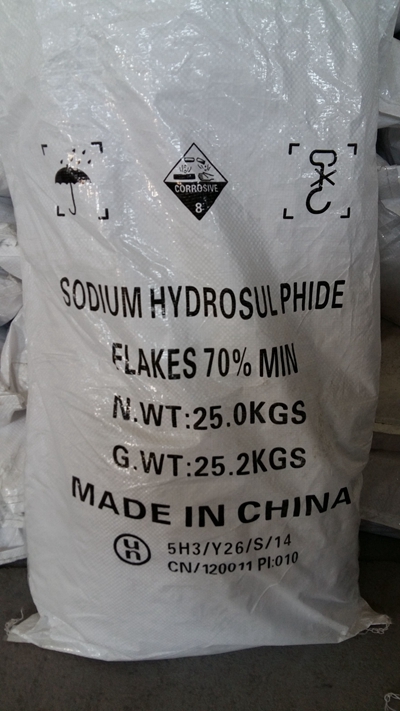 CORROSIVE
8
SODIUM HYDROSULPHIDE
FLAKES 70% MIN
N.WT:25.0KGS
G.WT:25.2KGS
MADE IN CHINA
un
5H3/Y26/S/14
CN/120011 PI:010